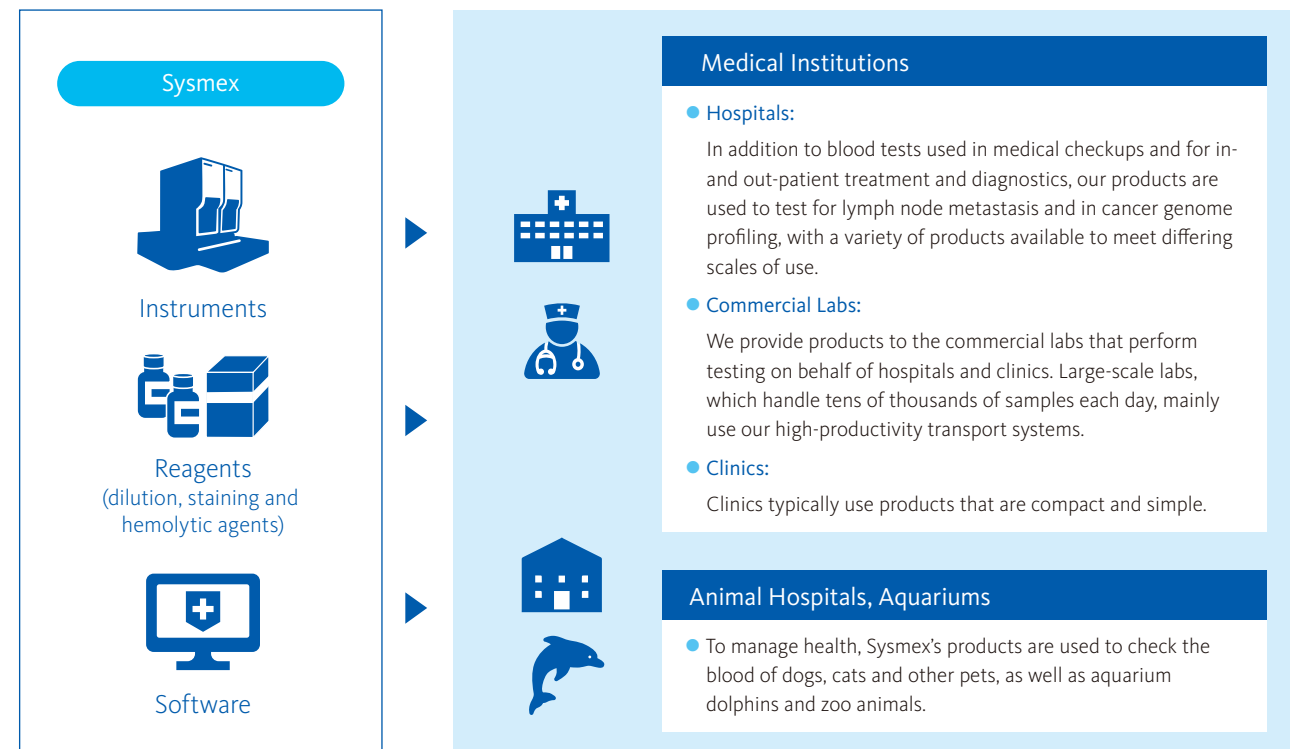 Sysmex
Instruments
Reagents
(dilution, staining and
hemolytic agents)
Software
Medical Institutions
Hospitals:
In addition to blood tests used in medical checkups and for in-
and out-patient treatment and diagnostics, our products are
used to test for lymph node metastasis and in cancer genome
profiling, with a variety of products available to meet differing
scales of use.
Commercial Labs:
We provide products to the commercial labs that perform
testing on behalf of hospitals and clinics. Large-scale labs,
which handle tens of thousands of samples each day, mainly
use our high-productivity transport systems.
Clinics:
Clinics typically use products that are compact and simple.
Animal Hospitals, Aquariums
To manage health, Sysmex's products are used to check the
blood of dogs, cats and other pets, as well as aquarium
dolphins and zoo animals.